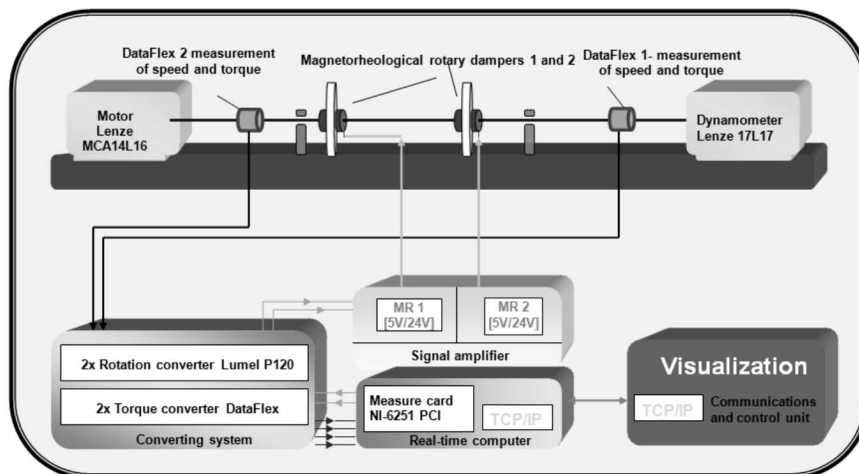 DataFlex 2 measurement
of speed and torque
Magnetorheological rotary dampers 1 and 2
DataFlex 1- measurement
of speed and torque
Motor
Lenze
MCA14L16
Dynamometer
Lenze 17L17
MR 1
[5V/24V]
MR 2
[5V/24V]
Signal amplifier
2x Rotation converter Lumel P120
2x Torque converter DataFlex
Converting system
Measure card
NI-6251 PCI
TCP/IP
Real-time computer
Visualization
TCP/IP
Communications
and control unit